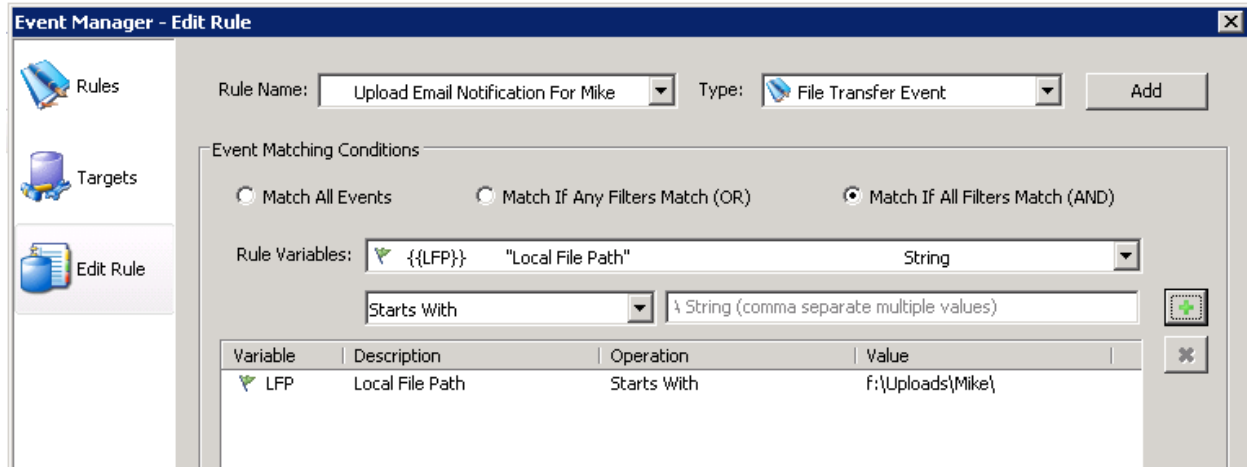 Event Manager - Edit Rule
Rules
Rule Name: Upload Email Notification For Mike Type: File Transfer Event Add
Event Matching Conditions
Targets
Match All Events Match If Any Filters Match (OR) Match If All Filters Match (AND)
Rule Variables: {{LFP}} "Local File Path" String
Edit Rule
Starts With String (comma separate multiple values)
Variable Description Operation Value
LFP Local File Path Starts With f:\Uploads\Mike\